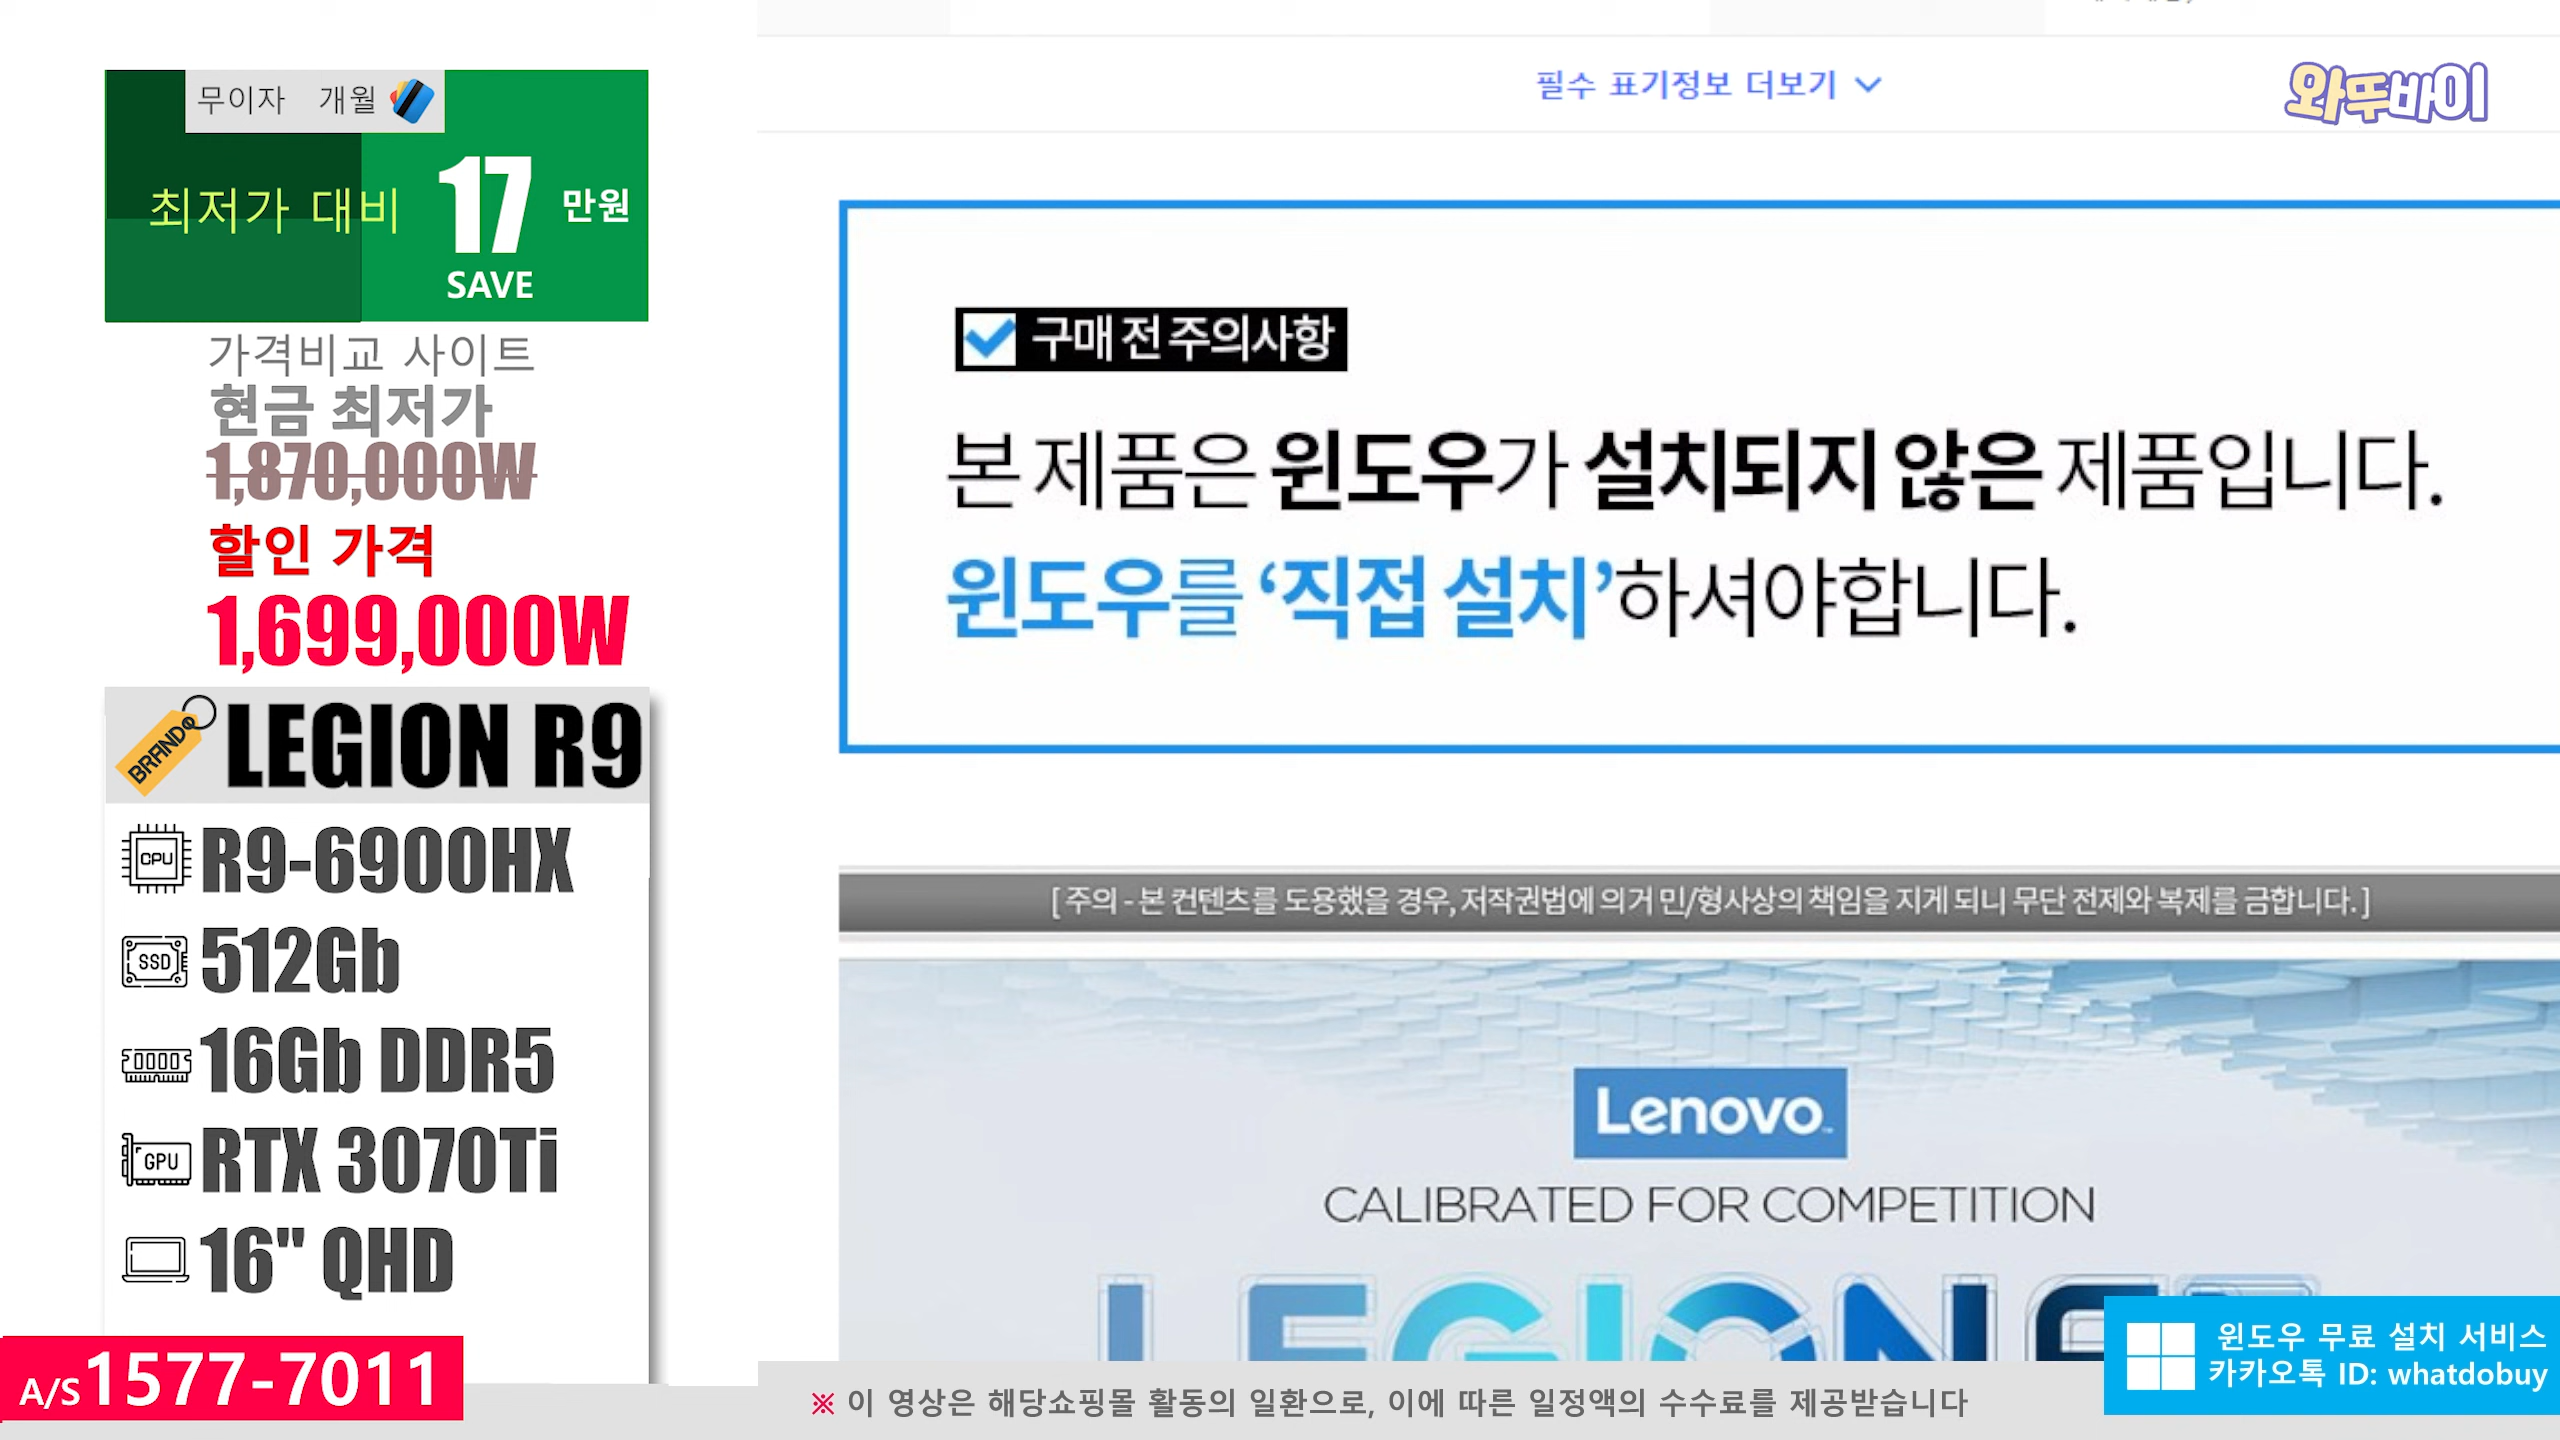 무이자 개월
최저가 대비 17 만원
SAVE
가격비교 사이트
현금 최저가
1,870,000W
할인 가격
1,699,000W
BRAND
LEGION R9
CPU R9-6900HX
SSD 512Gb
16Gb DDR5
GPU RTX 3070Ti
16" QHD
A/S 1577-7011
필수 표기정보 더보기
와뚜바이
구매 전 주의사항
본 제품은 윈도우가 설치되지 않은 제품입니다.
윈도우를 ‘직접 설치’하셔야합니다.
[ 주의 - 본 컨텐츠를 도용했을 경우, 저작권법에 의거 민/형사상의 책임을 지게 되니 무단 전제와 복제를 금합니다. ]
Lenovo
CALIBRATED FOR COMPETITION
LEGION
※ 이 영상은 해당쇼핑몰 활동의 일환으로, 이에 따른 일정액의 수수료를 제공받습니다
윈도우 무료 설치 서비스
카카오톡 ID: whatdobuy